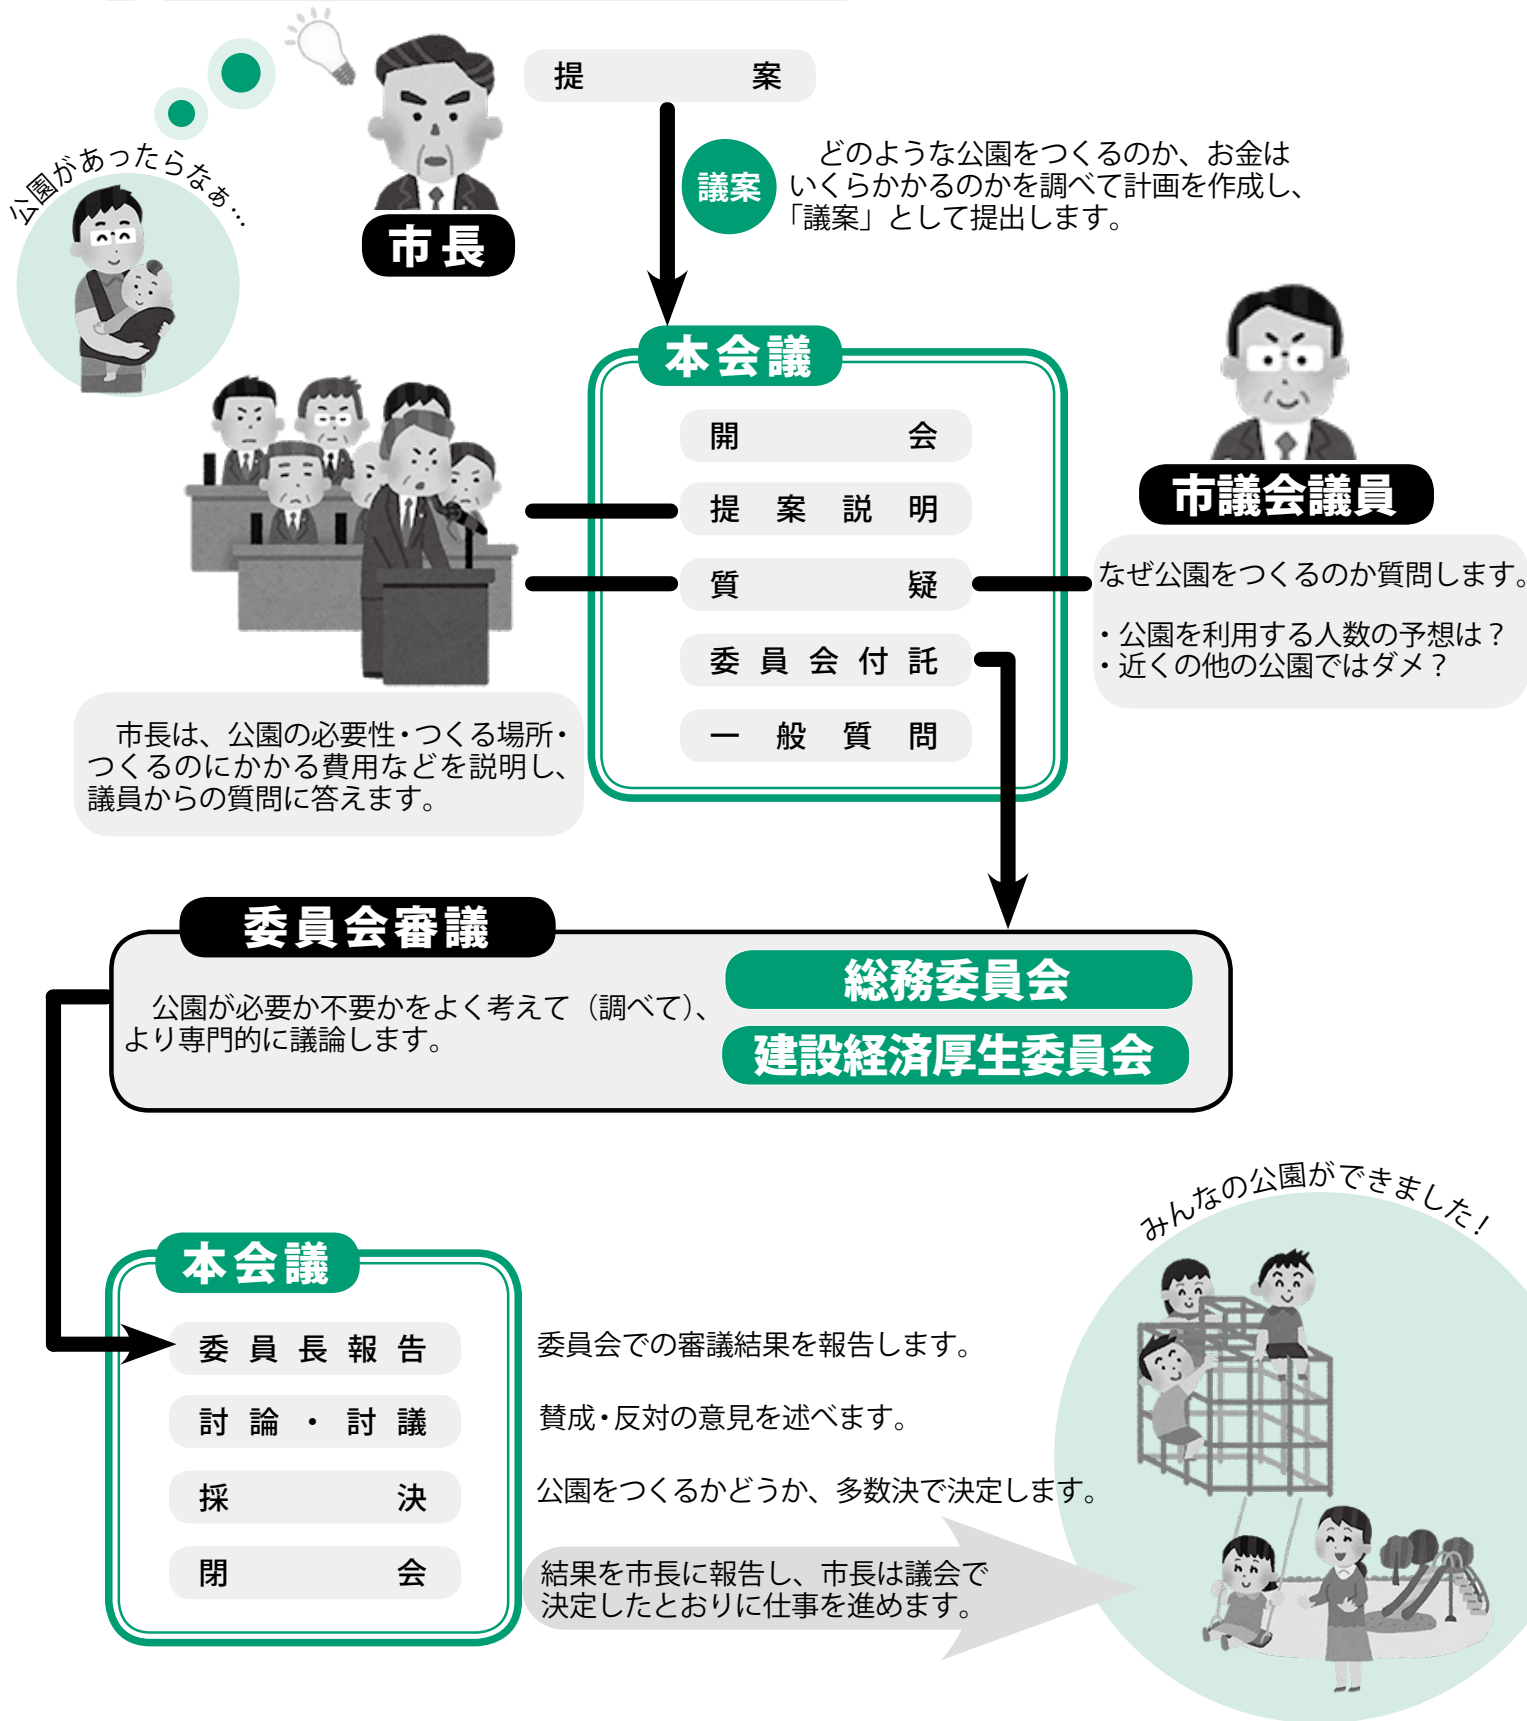 公園があったらなぁ…
市長
提案
議案
どのような公園をつくるのか、お金は
いくらかかるのかを調べて計画を作成し、
「議案」として提出します。
本会議
開会
提案説明
質疑
委員会付託
一般質問
市長は、公園の必要性・つくる場所・
つくるのにかかる費用などを説明し、
議員からの質問に答えます。
市議会議員
なぜ公園をつくるのか質問します。
・公園を利用する人数の予想は？
・近くの他の公園ではダメ？
委員会審議
公園が必要か不要かをよく考えて（調べて）、
より専門的に議論します。
総務委員会
建設経済厚生委員会
本会議
委員長報告
委員会での審議結果を報告します。
討論・討議
賛成・反対の意見を述べます。
採決
公園をつくるかどうか、多数決で決定します。
閉会
結果を市長に報告し、市長は議会で
決定したとおりに仕事を進めます。
みんなの公園ができました！